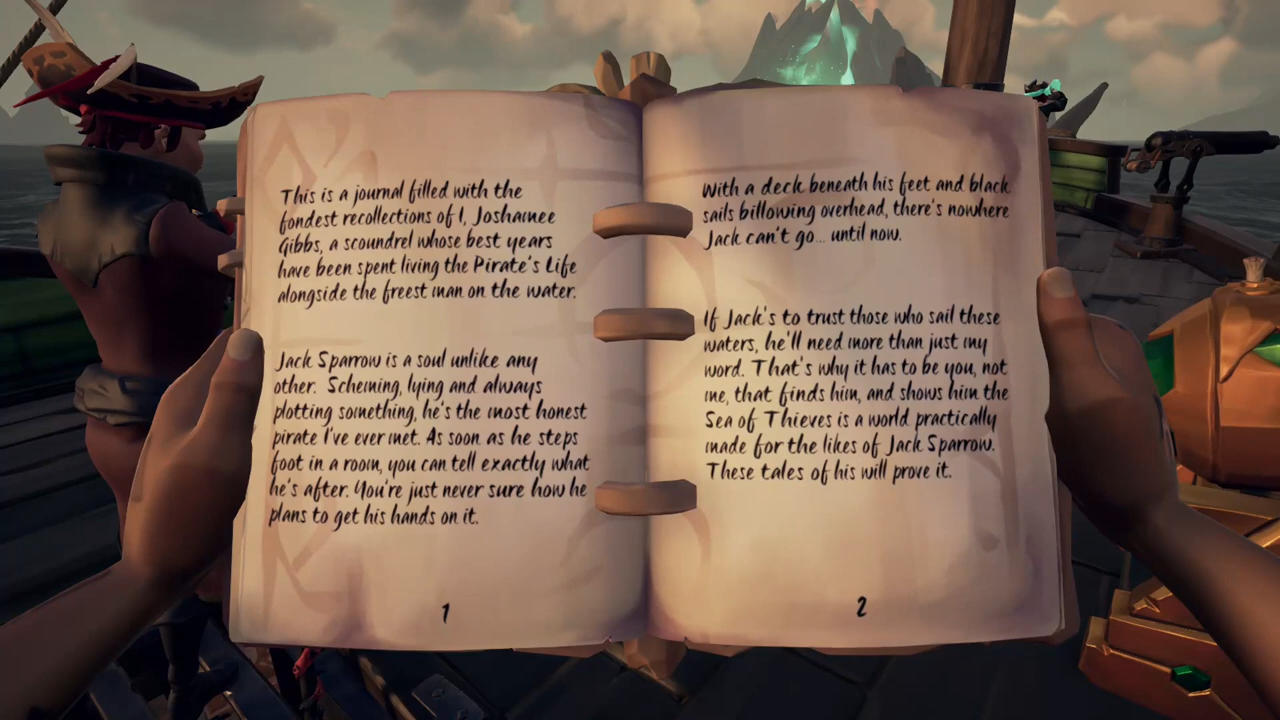 This is a journal filled with the
fondest recollections of I, Joshamee
Gibbs, a scoundrel whose best years
have been spent living the Pirate's Life
alongside the freest man on the water.
Jack Sparrow is a soul unlike any
other. Scheming, lying and always
plotting something, he's the most honest
pirate I've ever met. As soon as he steps
foot in a room, you can tell exactly what
he's after. You're just never sure how he
plans to get his hands on it.
1
With a deck beneath his feet and black
sails billowing overhead, there's nowhere
Jack can't go... until now.
If Jack's to trust those who sail these
waters, he'll need more than just my
word. That's why it has to be you, not
me, that finds him, and shows him the
Sea of Thieves is a world practically
made for the likes of Jack Sparrow.
These tales of his will prove it.
2